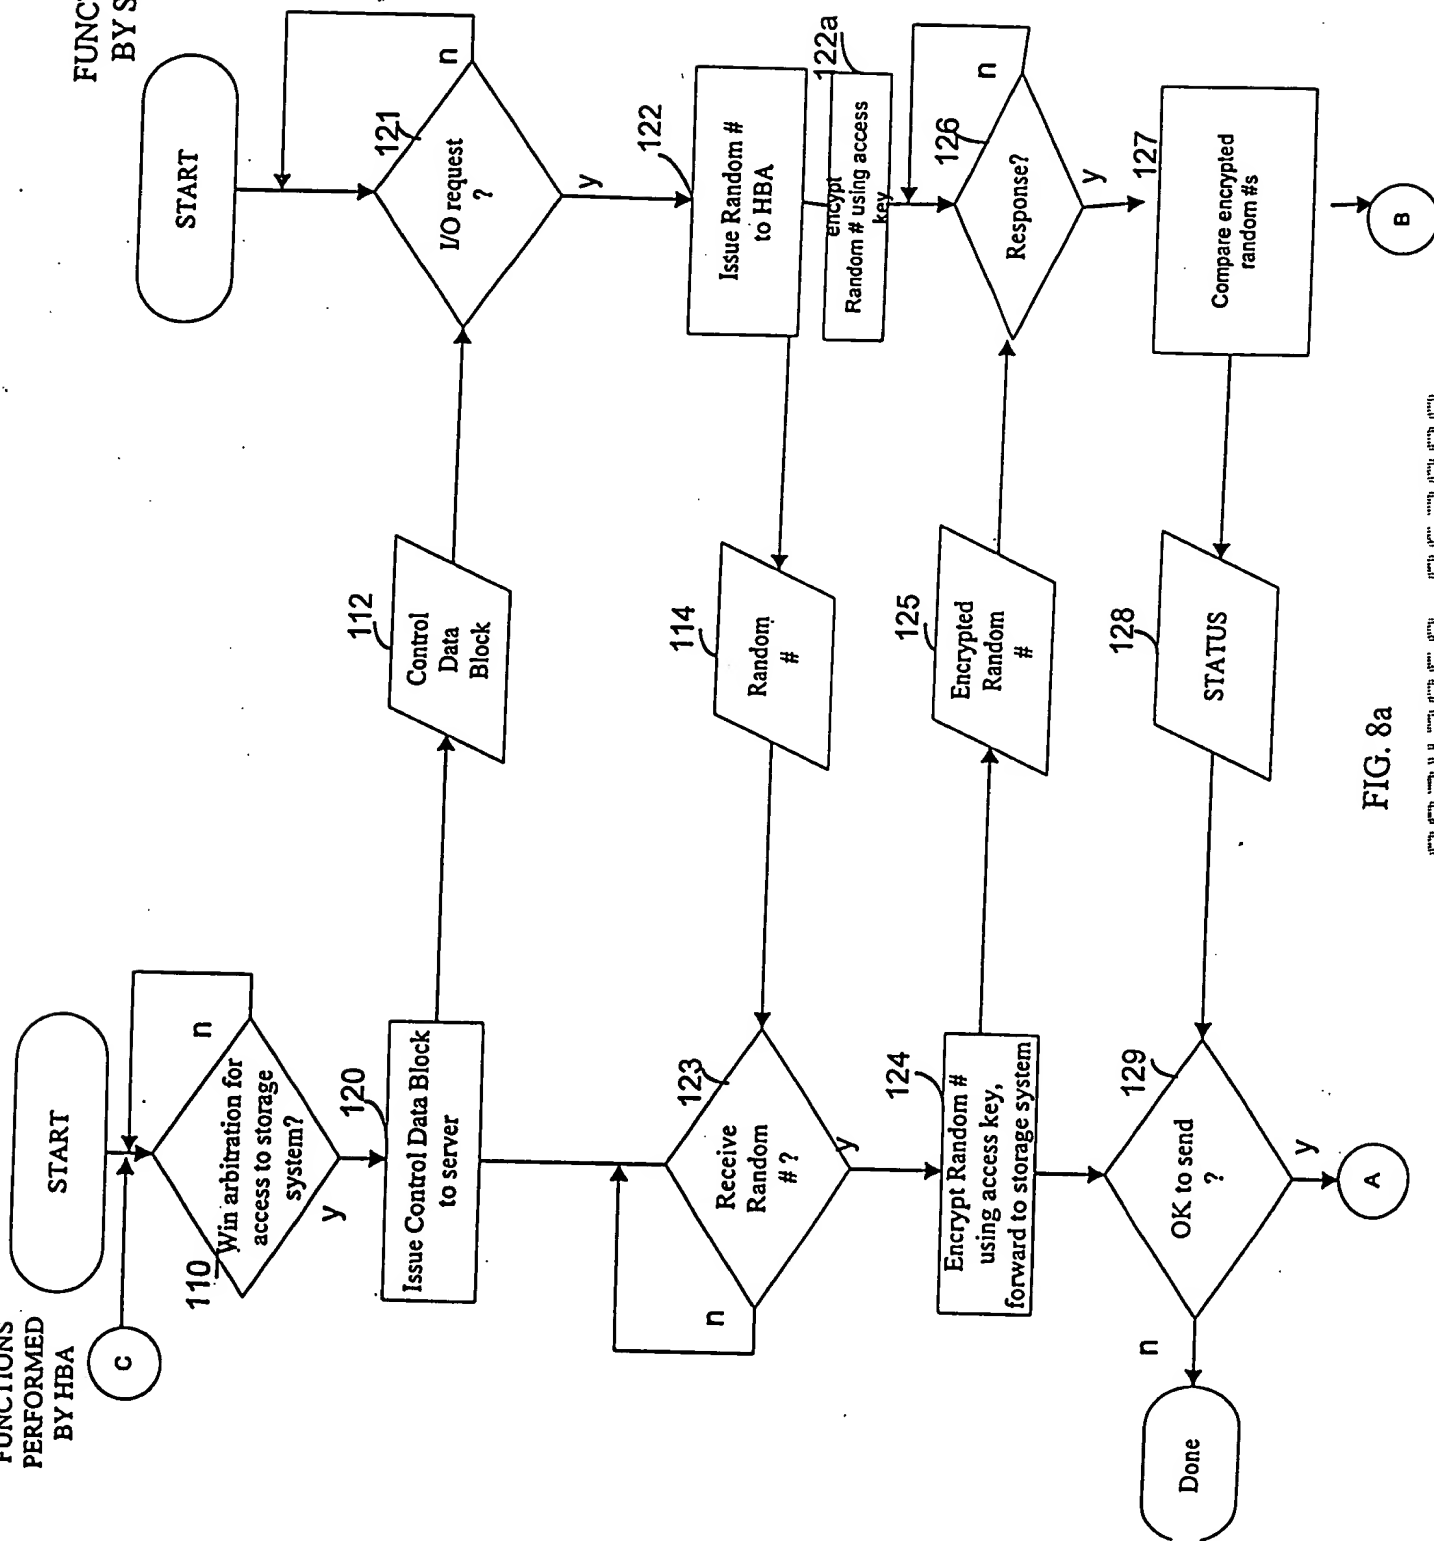 FUNCTIONS
PERFORMED
BY HBA
C
START
110
Win arbitration for
access to storage
system?
n
y
120
Issue Control Data Block
to server
123
Receive
Random
# ?
n
y
124
Encrypt Random #
using access key,
forward to storage system
129
OK to send
?
n
y
Done
A
112
Control
Data
Block
114
Random
#
125
Encrypted
Random
#
128
STATUS
BY S
START
121
I/O request
?
n
y
122
Issue Random #
to HBA
122a
encypt
Random # using access
key
126
Response?
n
y
127
Compare encrypted
random #s
B
FIG. 8a